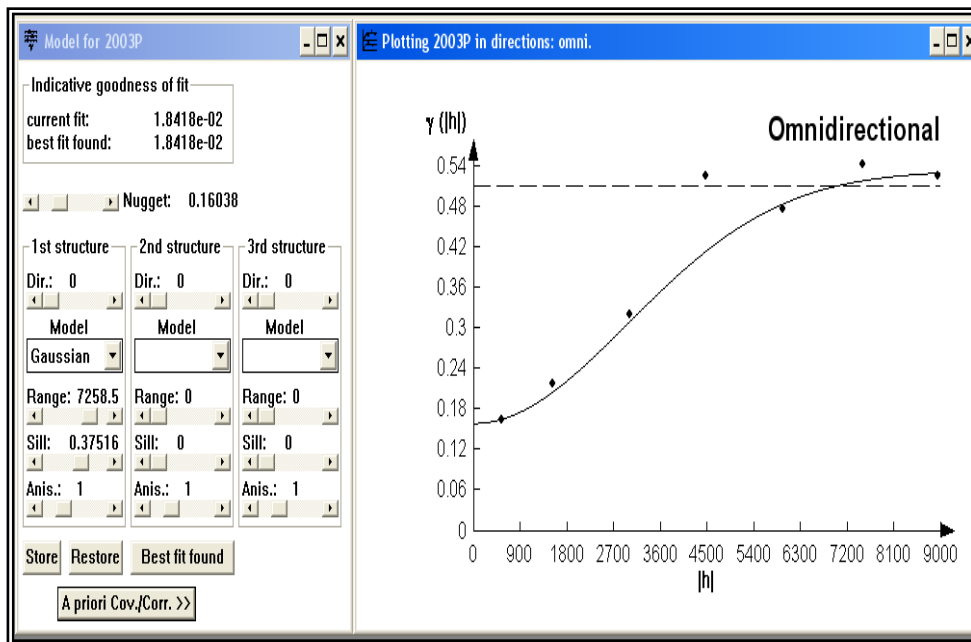 Model for 2003P
Indicative goodness of fit
current fit: 1.8418e-02
best fit found: 1.8418e-02
Nugget: 0.16038
1st structure 2nd structure 3rd structure
Dir.: 0 Dir.: 0 Dir.: 0
Model Model Model
Gaussian
Range: 7258.5 Range: 0 Range: 0
Sill: 0.37516 Sill: 0 Sill: 0
Anis.: 1 Anis.: 1 Anis.: 1
Store Restore Best fit found
A priori Cov./Corr. >>
Plotting 2003P in directions: omni.
γ (|h|)
Omnidirectional
0.54
0.48
0.42
0.36
0.3
0.24
0.18
0.12
0.06
0
0 900 1800 2700 3600 4500 5400 6300 7200 8100 9000
|h|